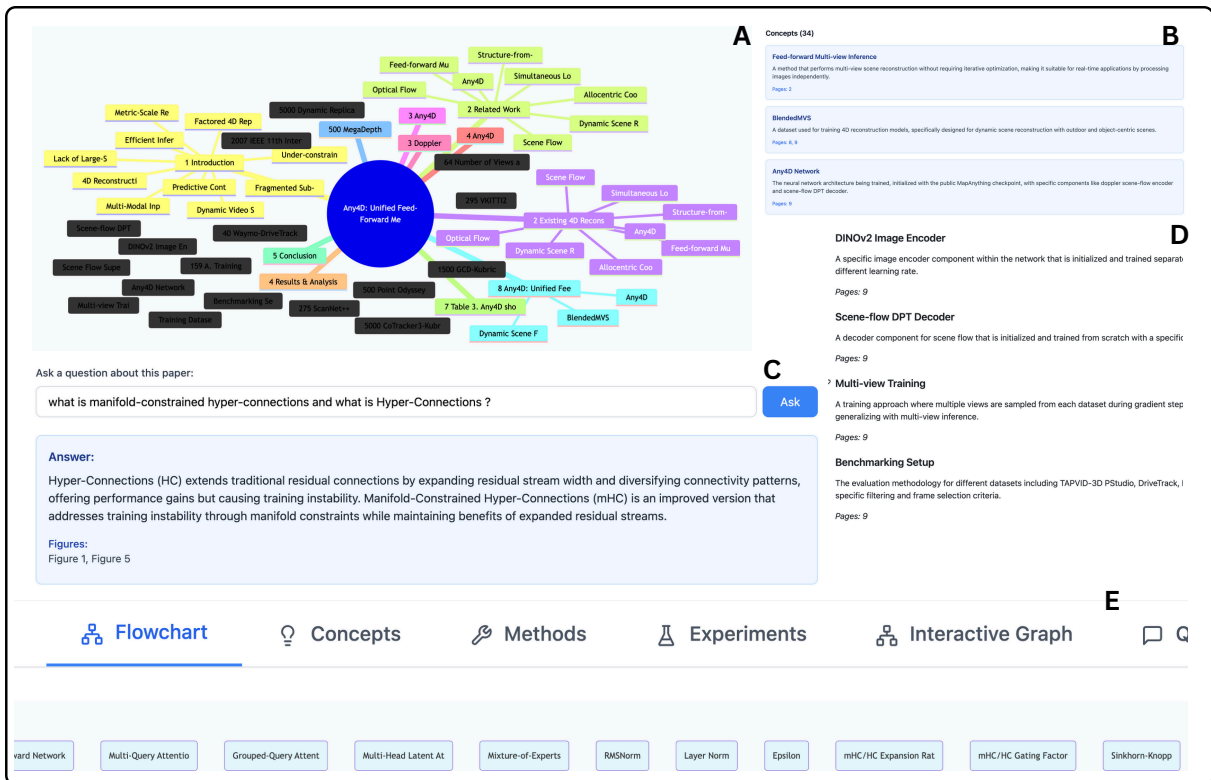 A
Structure-from-
Feed-forward Mu
Any4D
Simultaneous Lo
Optical Flow
Allocentric Coo
2 Related Work
Dynamic Scene R
Scene Flow
Metric-Scale Re
Factored 4D Rep
5000 Dynamic Replica
3 Any4D
500 MegaDepth
4 Any4D
Efficient Infer
2007 IEEE 11th Inter
3 Doppler
Lack of Large-S
1 Introduction
Under-constrain
64 Number of Views a
4D Reconstructi
Predictive Cont
Fragmented Sub-
Multi-Modal Inp
Dynamic Video S
Any4D: Unified Feed-
Forward Me
295 VKITTI2
Scene Flow
Simultaneous Lo
2 Existing 4D Recons
Structure-from-
Any4D
Optical Flow
Dynamic Scene R
Feed-forward Mu
Allocentric Coo
Scene-flow DPT
40 Waymo-DriveTrack
DINOv2 Image En
5 Conclusion
Scene Flow Supe
159 A. Training
4 Results & Analysis
1500 GCD-Kubric
Any4D Network
500 Point Odyssey
8 Any4D: Unified Fee
Any4D
Multi-view Trai
Benchmarking Se
275 ScanNet++
7 Table 3. Any4D sho
BlendedMVS
Training Datase
5000 CoTracker3-Kubr
Dynamic Scene F
B
Concepts (34)
Feed-forward Multi-view Inference
A method that performs multi-view scene reconstruction without requiring iterative optimization, making it suitable for real-time applications by processing
images independently.
Pages: 2
BlendedMVS
A dataset used for training 4D reconstruction models, specifically designed for dynamic scene reconstruction with outdoor and object-centric scenes.
Pages: 8, 9
Any4D Network
The neural network architecture being trained, initialized with the public MapAnything checkpoint, with specific components like doppler scene-flow encoder
and scene-flow DPT decoder.
Pages: 9
C
Ask a question about this paper:
what is manifold-constrained hyper-connections and what is Hyper-Connections ?
Ask
Answer:
Hyper-Connections (HC) extends traditional residual connections by expanding residual stream width and diversifying connectivity patterns,
offering performance gains but causing training instability. Manifold-Constrained Hyper-Connections (mHC) is an improved version that
addresses training instability through manifold constraints while maintaining benefits of expanded residual streams.
Figures:
Figure 1, Figure 5
D
DINOv2 Image Encoder
A specific image encoder component within the network that is initialized and trained separat
different learning rate.
Pages: 9
Scene-flow DPT Decoder
A decoder component for scene flow that is initialized and trained from scratch with a specific
Pages: 9
Multi-view Training
A training approach where multiple views are sampled from each dataset during gradient step
generalizing with multi-view inference.
Pages: 9
Benchmarking Setup
The evaluation methodology for different datasets including TAPVID-3D PStudio, DriveTrack,
specific filtering and frame selection criteria.
Pages: 9
E
Flowchart Concepts Methods Experiments Interactive Graph Q
ward Network Multi-Query Attentio Grouped-Query Attent Multi-Head Latent At Mixture-of-Experts RMSNorm Layer Norm Epsilon mHC/HC Expansion Rat mHC/HC Gating Factor Sinkhorn-Knopp